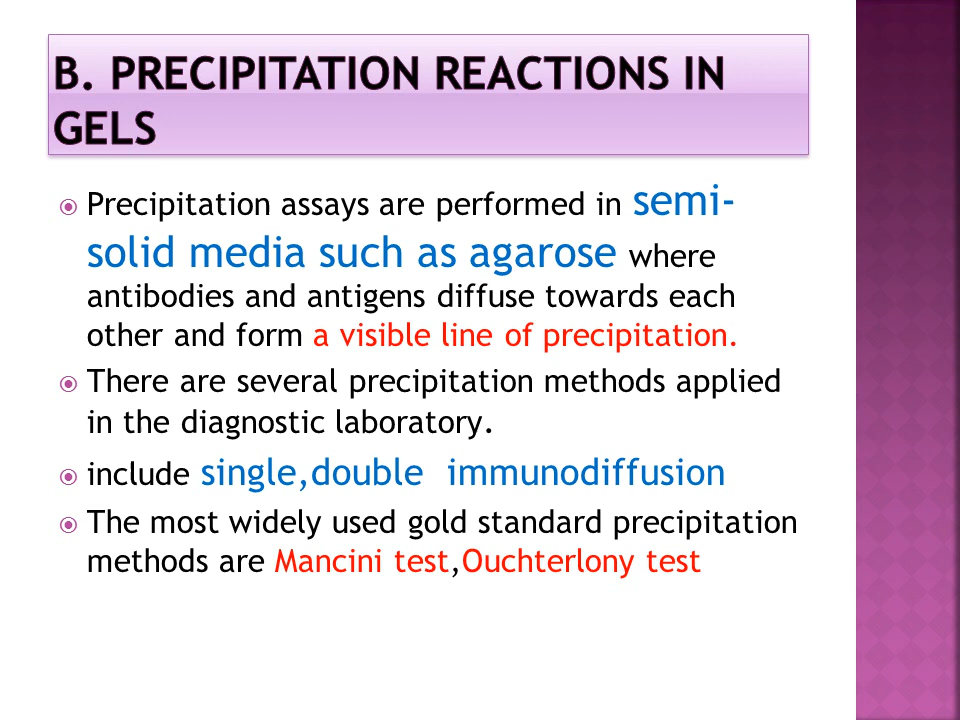 B. PRECIPITATION REACTIONS IN
GELS
Precipitation assays are performed in semi-
solid media such as agarose where
antibodies and antigens diffuse towards each
other and form a visible line of precipitation.
There are several precipitation methods applied
in the diagnostic laboratory.
include single,double immunodiffusion
The most widely used gold standard precipitation
methods are Mancini test,Ouchterlony test